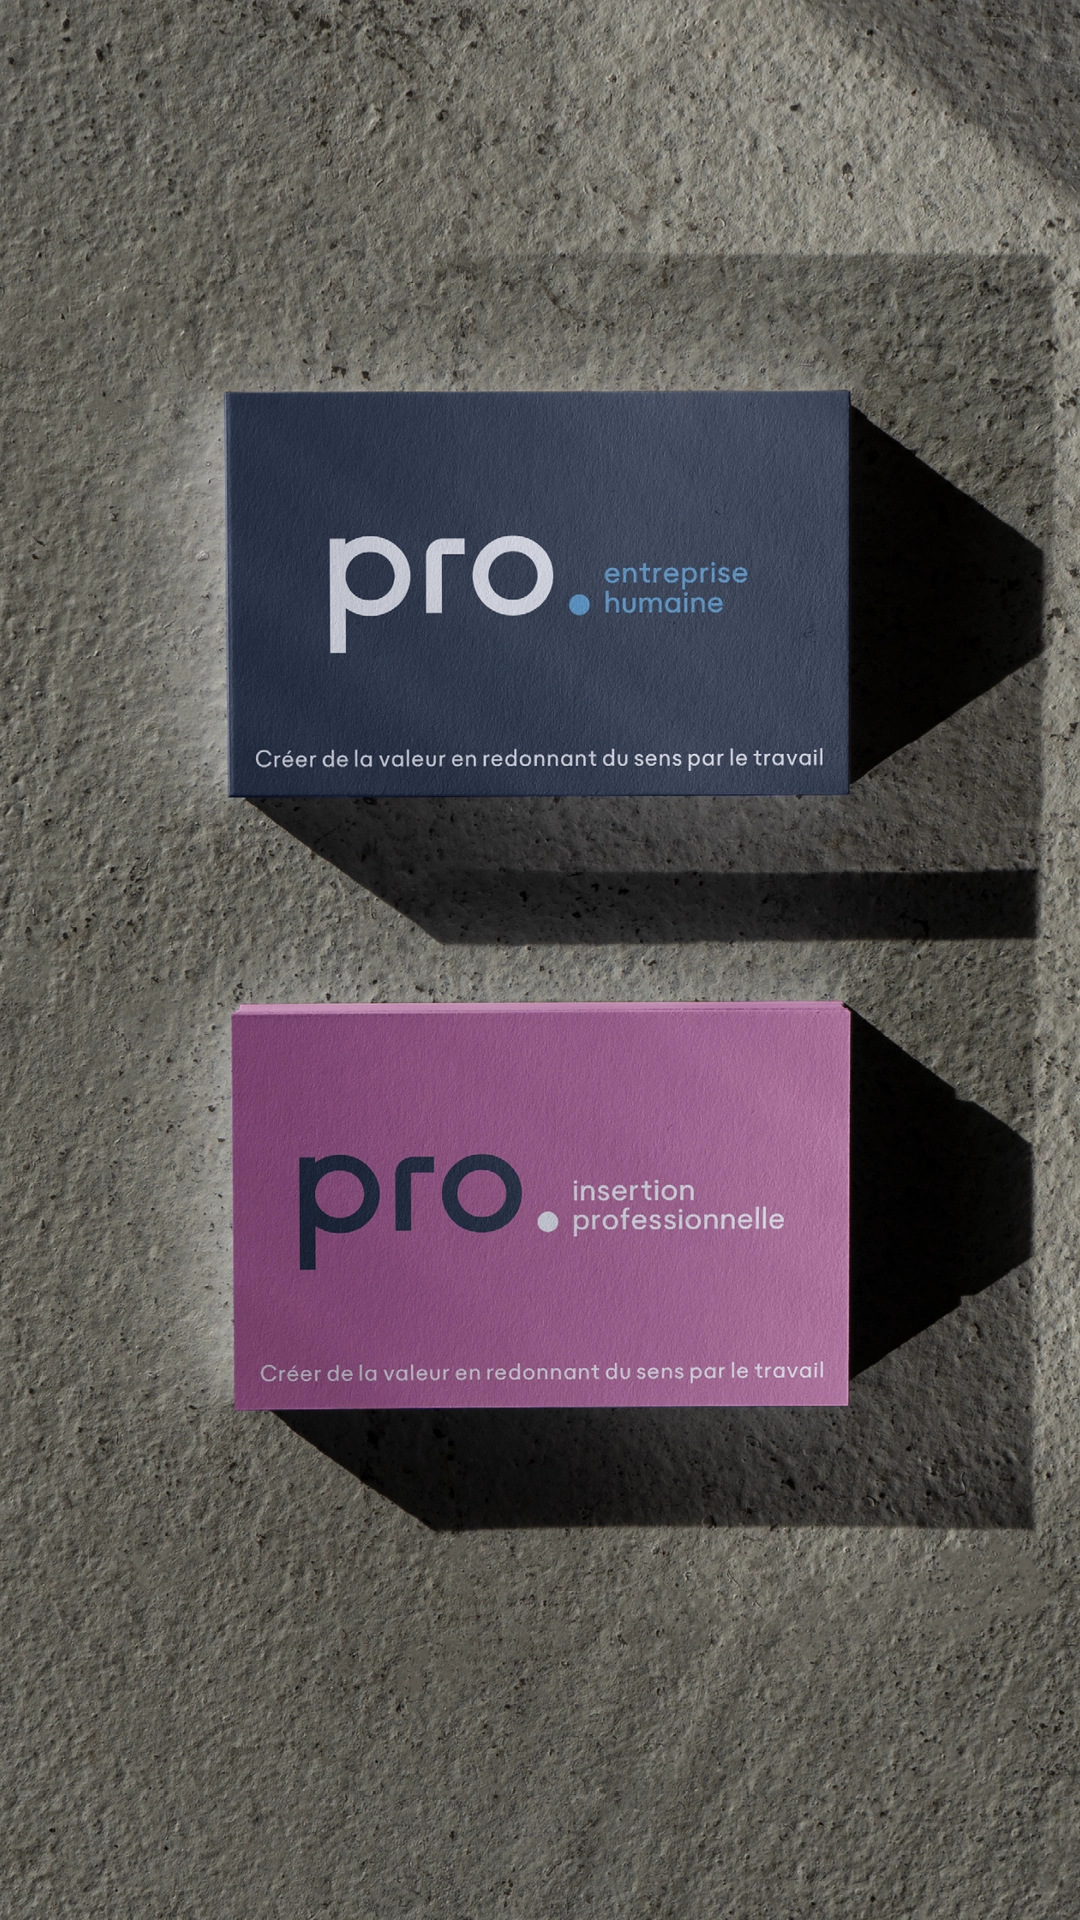 pro.
entreprise
humaine
Créer de la valeur en redonnant du sens par le travail
pro.
insertion
professionnelle
Créer de la valeur en redonnant du sens par le travail